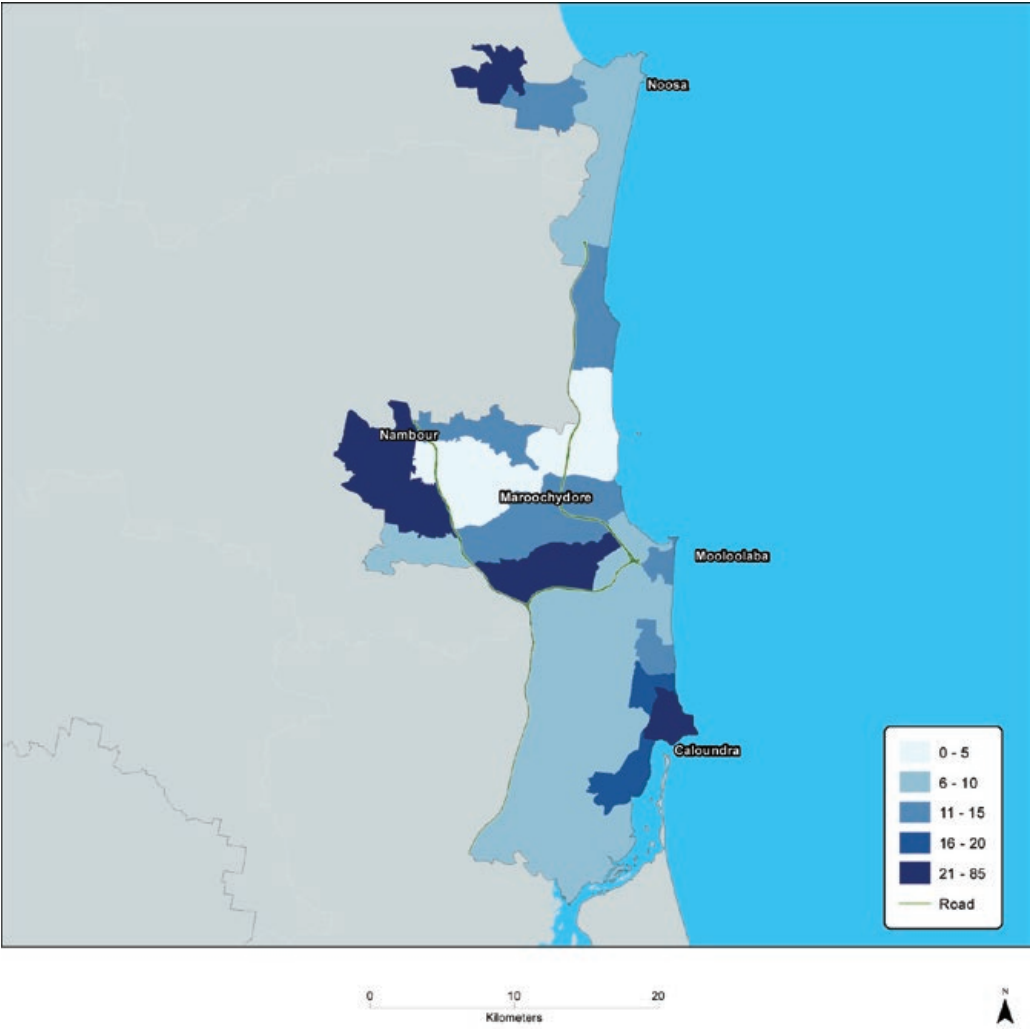 Noosa
Nambour
Maroochydore
Mooloolaba
Caloundra
0 - 5
6 - 10
11 - 15
16 - 20
21 - 85
Road
0 10 20
Kilometers
N